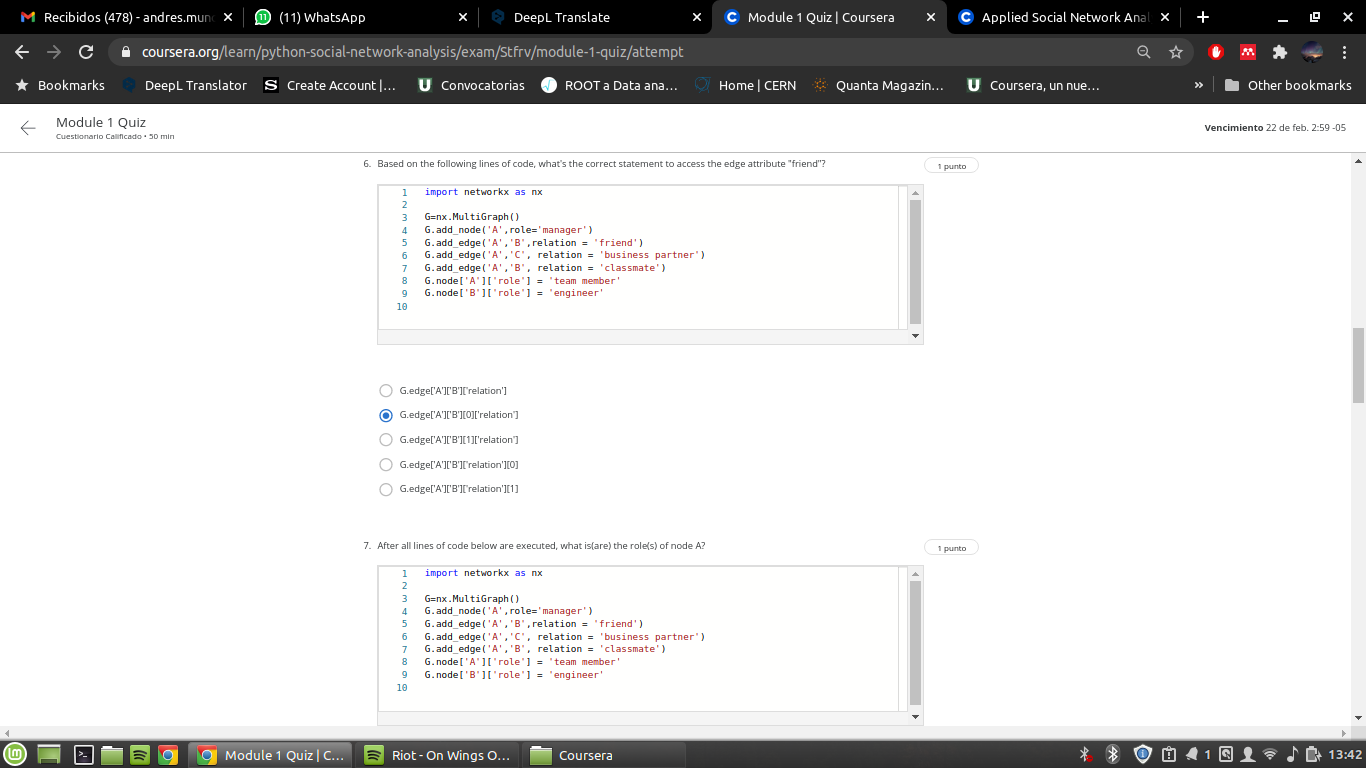 Recibidos (478) - andres.mun
(11) WhatsApp
DeepL Translate
Module 1 Quiz | Coursera
Applied Social Network Anal
coursera.org/learn/python-social-network-analysis/exam/Stfrv/module-1-quiz/attempt
Bookmarks
DeepL Translator
Create Account |...
Convocatorias
ROOT a Data ana...
Home | CERN
Quanta Magazin...
Coursera, un nue...
»
Other bookmarks
Module 1 Quiz
Cuestionario Calificado • 50 min
Vencimiento 22 de feb. 2:59 -05
6. Based on the following lines of code, what's the correct statement to access the edge attribute "friend"?
1 punto
1 import networkx as nx
2
3 G=nx.MultiGraph()
4 G.add_node('A',role='manager')
5 G.add_edge('A','B',relation = 'friend')
6 G.add_edge('A','C', relation = 'business partner')
7 G.add_edge('A','B', relation = 'classmate')
8 G.node['A']['role'] = 'team member'
9 G.node['B']['role'] = 'engineer'
10
G.edge['A']['B']['relation']
G.edge['A']['B'][0]['relation']
G.edge['A']['B'][1]['relation']
G.edge['A']['B']['relation'][0]
G.edge['A']['B']['relation'][1]
7. After all lines of code below are executed, what is(are) the role(s) of node A?
1 punto
1 import networkx as nx
2
3 G=nx.MultiGraph()
4 G.add_node('A',role='manager')
5 G.add_edge('A','B',relation = 'friend')
6 G.add_edge('A','C', relation = 'business partner')
7 G.add_edge('A','B', relation = 'classmate')
8 G.node['A']['role'] = 'team member'
9 G.node['B']['role'] = 'engineer'
10
Module 1 Quiz | C...
Riot - On Wings O...
Coursera
1
13:42